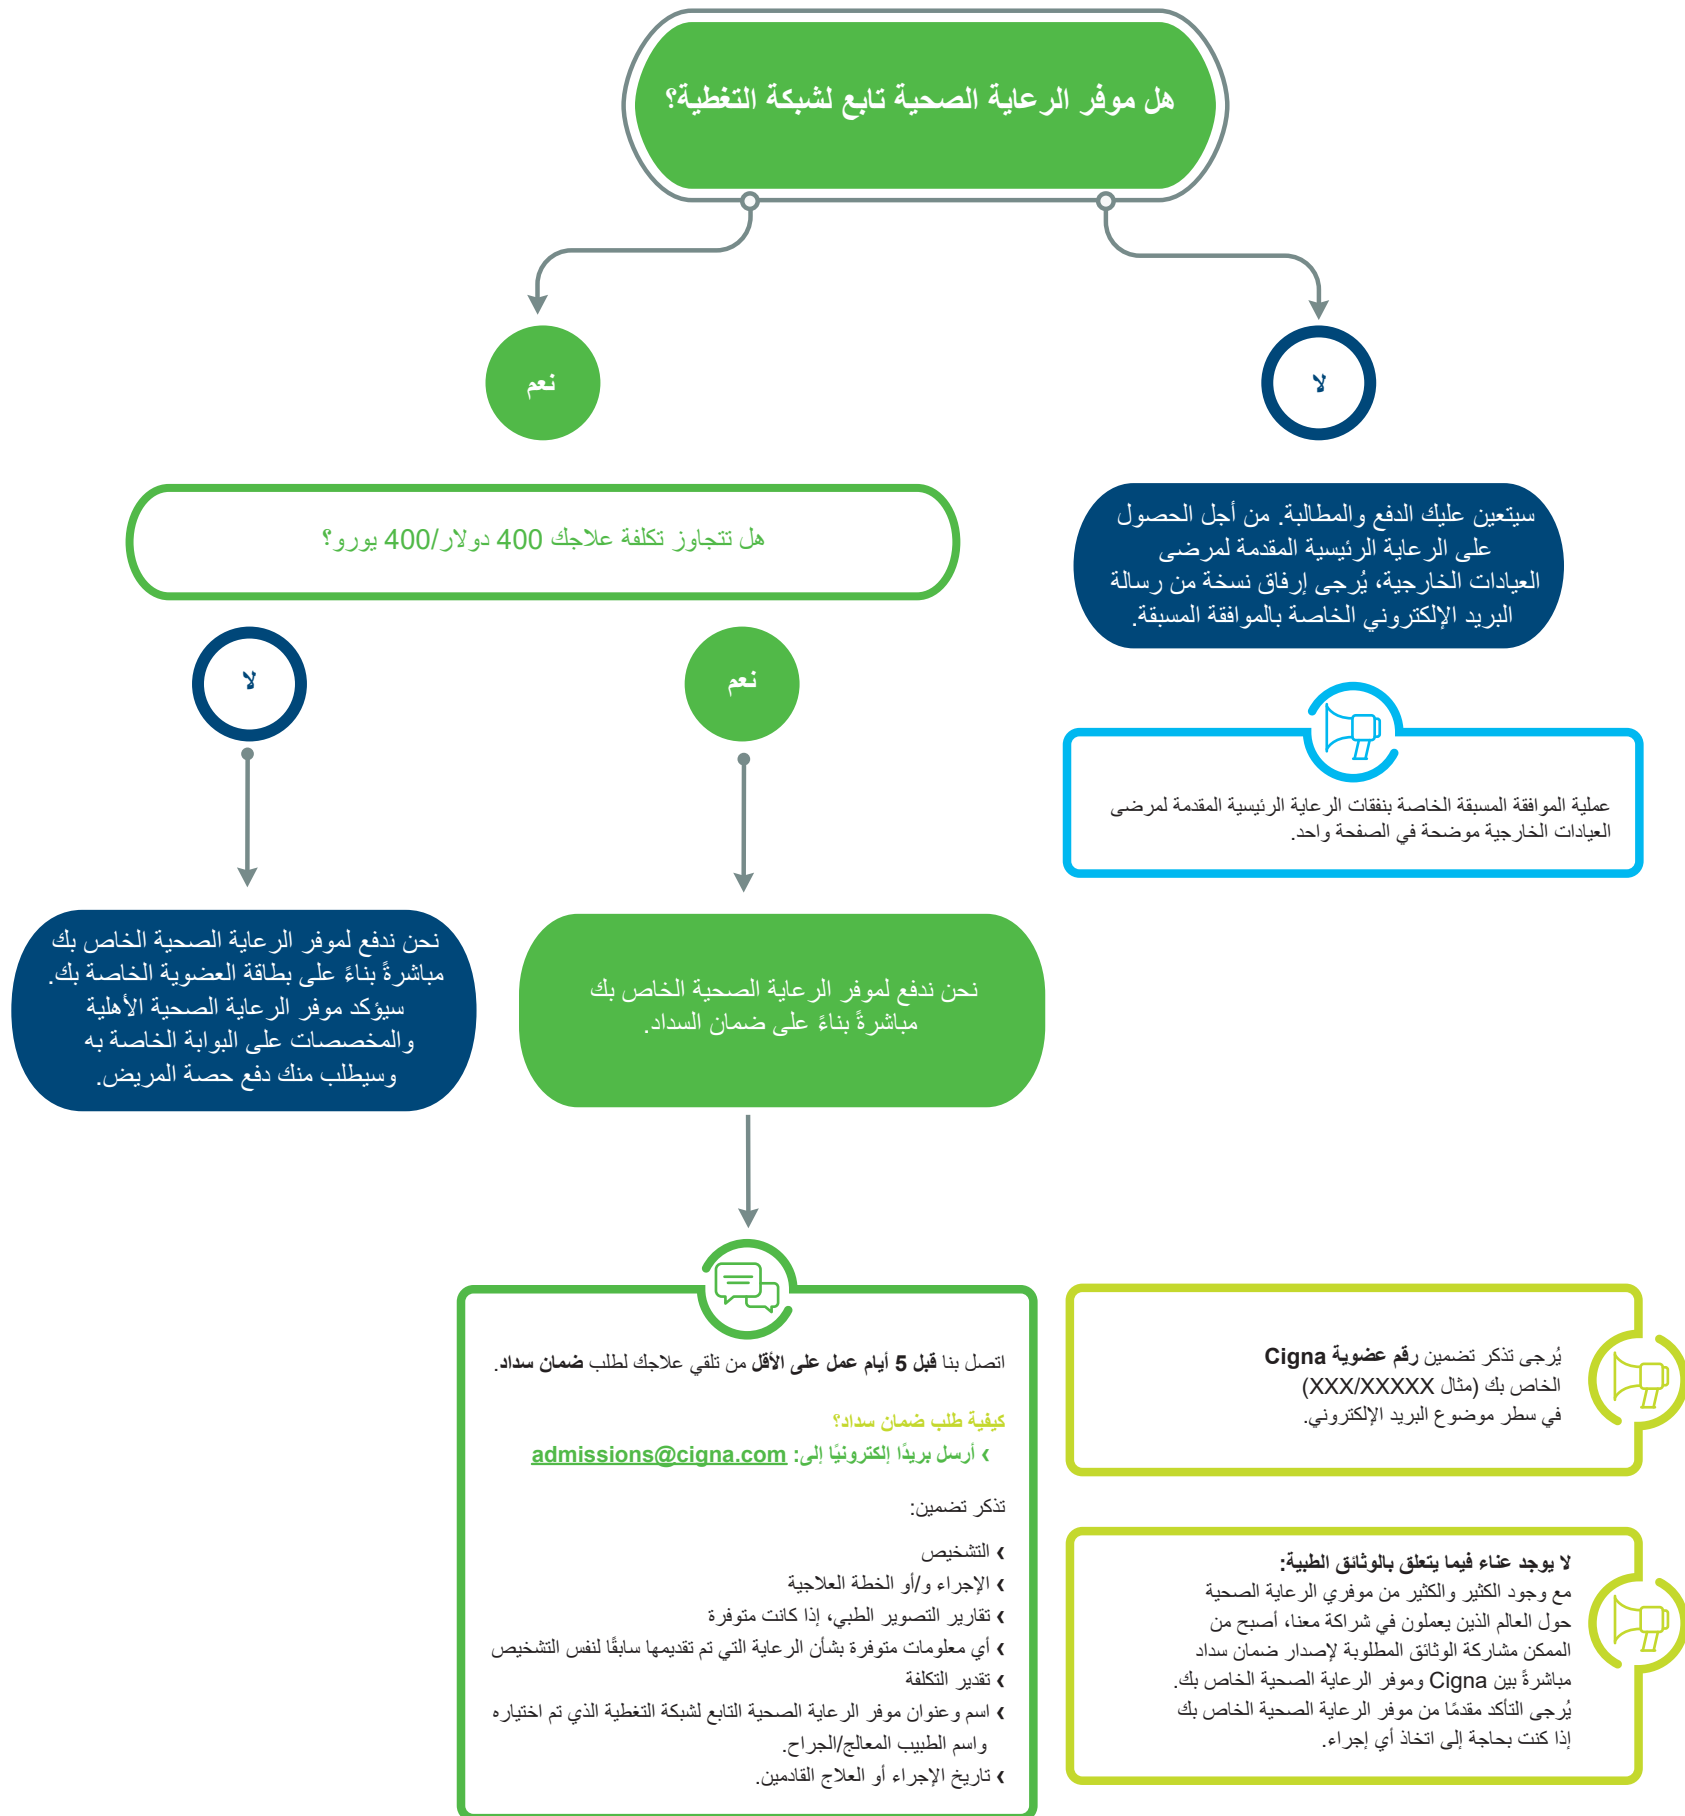 هل موفر الرعاية الصحية تابع لشبكة التغطية؟
لا
سيتعين عليك الدفع والمطالبة. من أجل الحصول
على الرعاية الرئيسية المقدمة لمرضى
العيادات الخارجية، يُرجى إرفاق نسخة من رسالة
البريد الإلكتروني الخاصة بالموافقة المسبقة.
عملية الموافقة المسبقة الخاصة بنفقات الرعاية الرئيسية المقدمة لمرضى
العيادات الخارجية موضحة في الصفحة واحد.
نعم
هل تتجاوز تكلفة علاجك 400 دولار/400 يورو؟
نعم
نحن ندفع لموفر الرعاية الصحية الخاص بك
مباشرةً بناءً على ضمان السداد.
لا
نحن ندفع لموفر الرعاية الصحية الخاص بك
مباشرةً بناءً على بطاقة العضوية الخاصة بك.
سيؤكد موفر الرعاية الصحية الأهلية
والمخصصات على البوابة الخاصة به
وسيطلب منك دفع حصة المريض.
يُرجى تذكر تضمين رقم عضوية Cigna
الخاص بك (مثال XXX/XXXXX)
في سطر موضوع البريد الإلكتروني.
لا يوجد عناء فيما يتعلق بالوثائق الطبية:
مع وجود الكثير والكثير من موفري الرعاية الصحية
حول العالم الذين يعملون في شراكة معنا، أصبح من
الممكن مشاركة الوثائق المطلوبة لإصدار ضمان سداد
مباشرةً بين Cigna وموفر الرعاية الصحية الخاص بك.
يُرجى التأكد مقدمًا من موفر الرعاية الصحية الخاص بك
إذا كنت بحاجة إلى اتخاذ أي إجراء.
اتصل بنا قبل 5 أيام عمل على الأقل من تلقي علاجك لطلب ضمان سداد.
كيفية طلب ضمان سداد؟
› أرسل بريدًا إلكترونيًا إلى: admissions@cigna.com
تذكر تضمين:
› التشخيص
› الإجراء و/أو الخطة العلاجية
› تقارير التصوير الطبي، إذا كانت متوفرة
› أي معلومات متوفرة بشأن الرعاية التي تم تقديمها سابقًا لنفس التشخيص
› تقدير التكلفة
› اسم وعنوان موفر الرعاية الصحية التابع لشبكة التغطية الذي تم اختياره
واسم الطبيب المعالج/الجراح.
› تاريخ الإجراء أو العلاج القادمين.